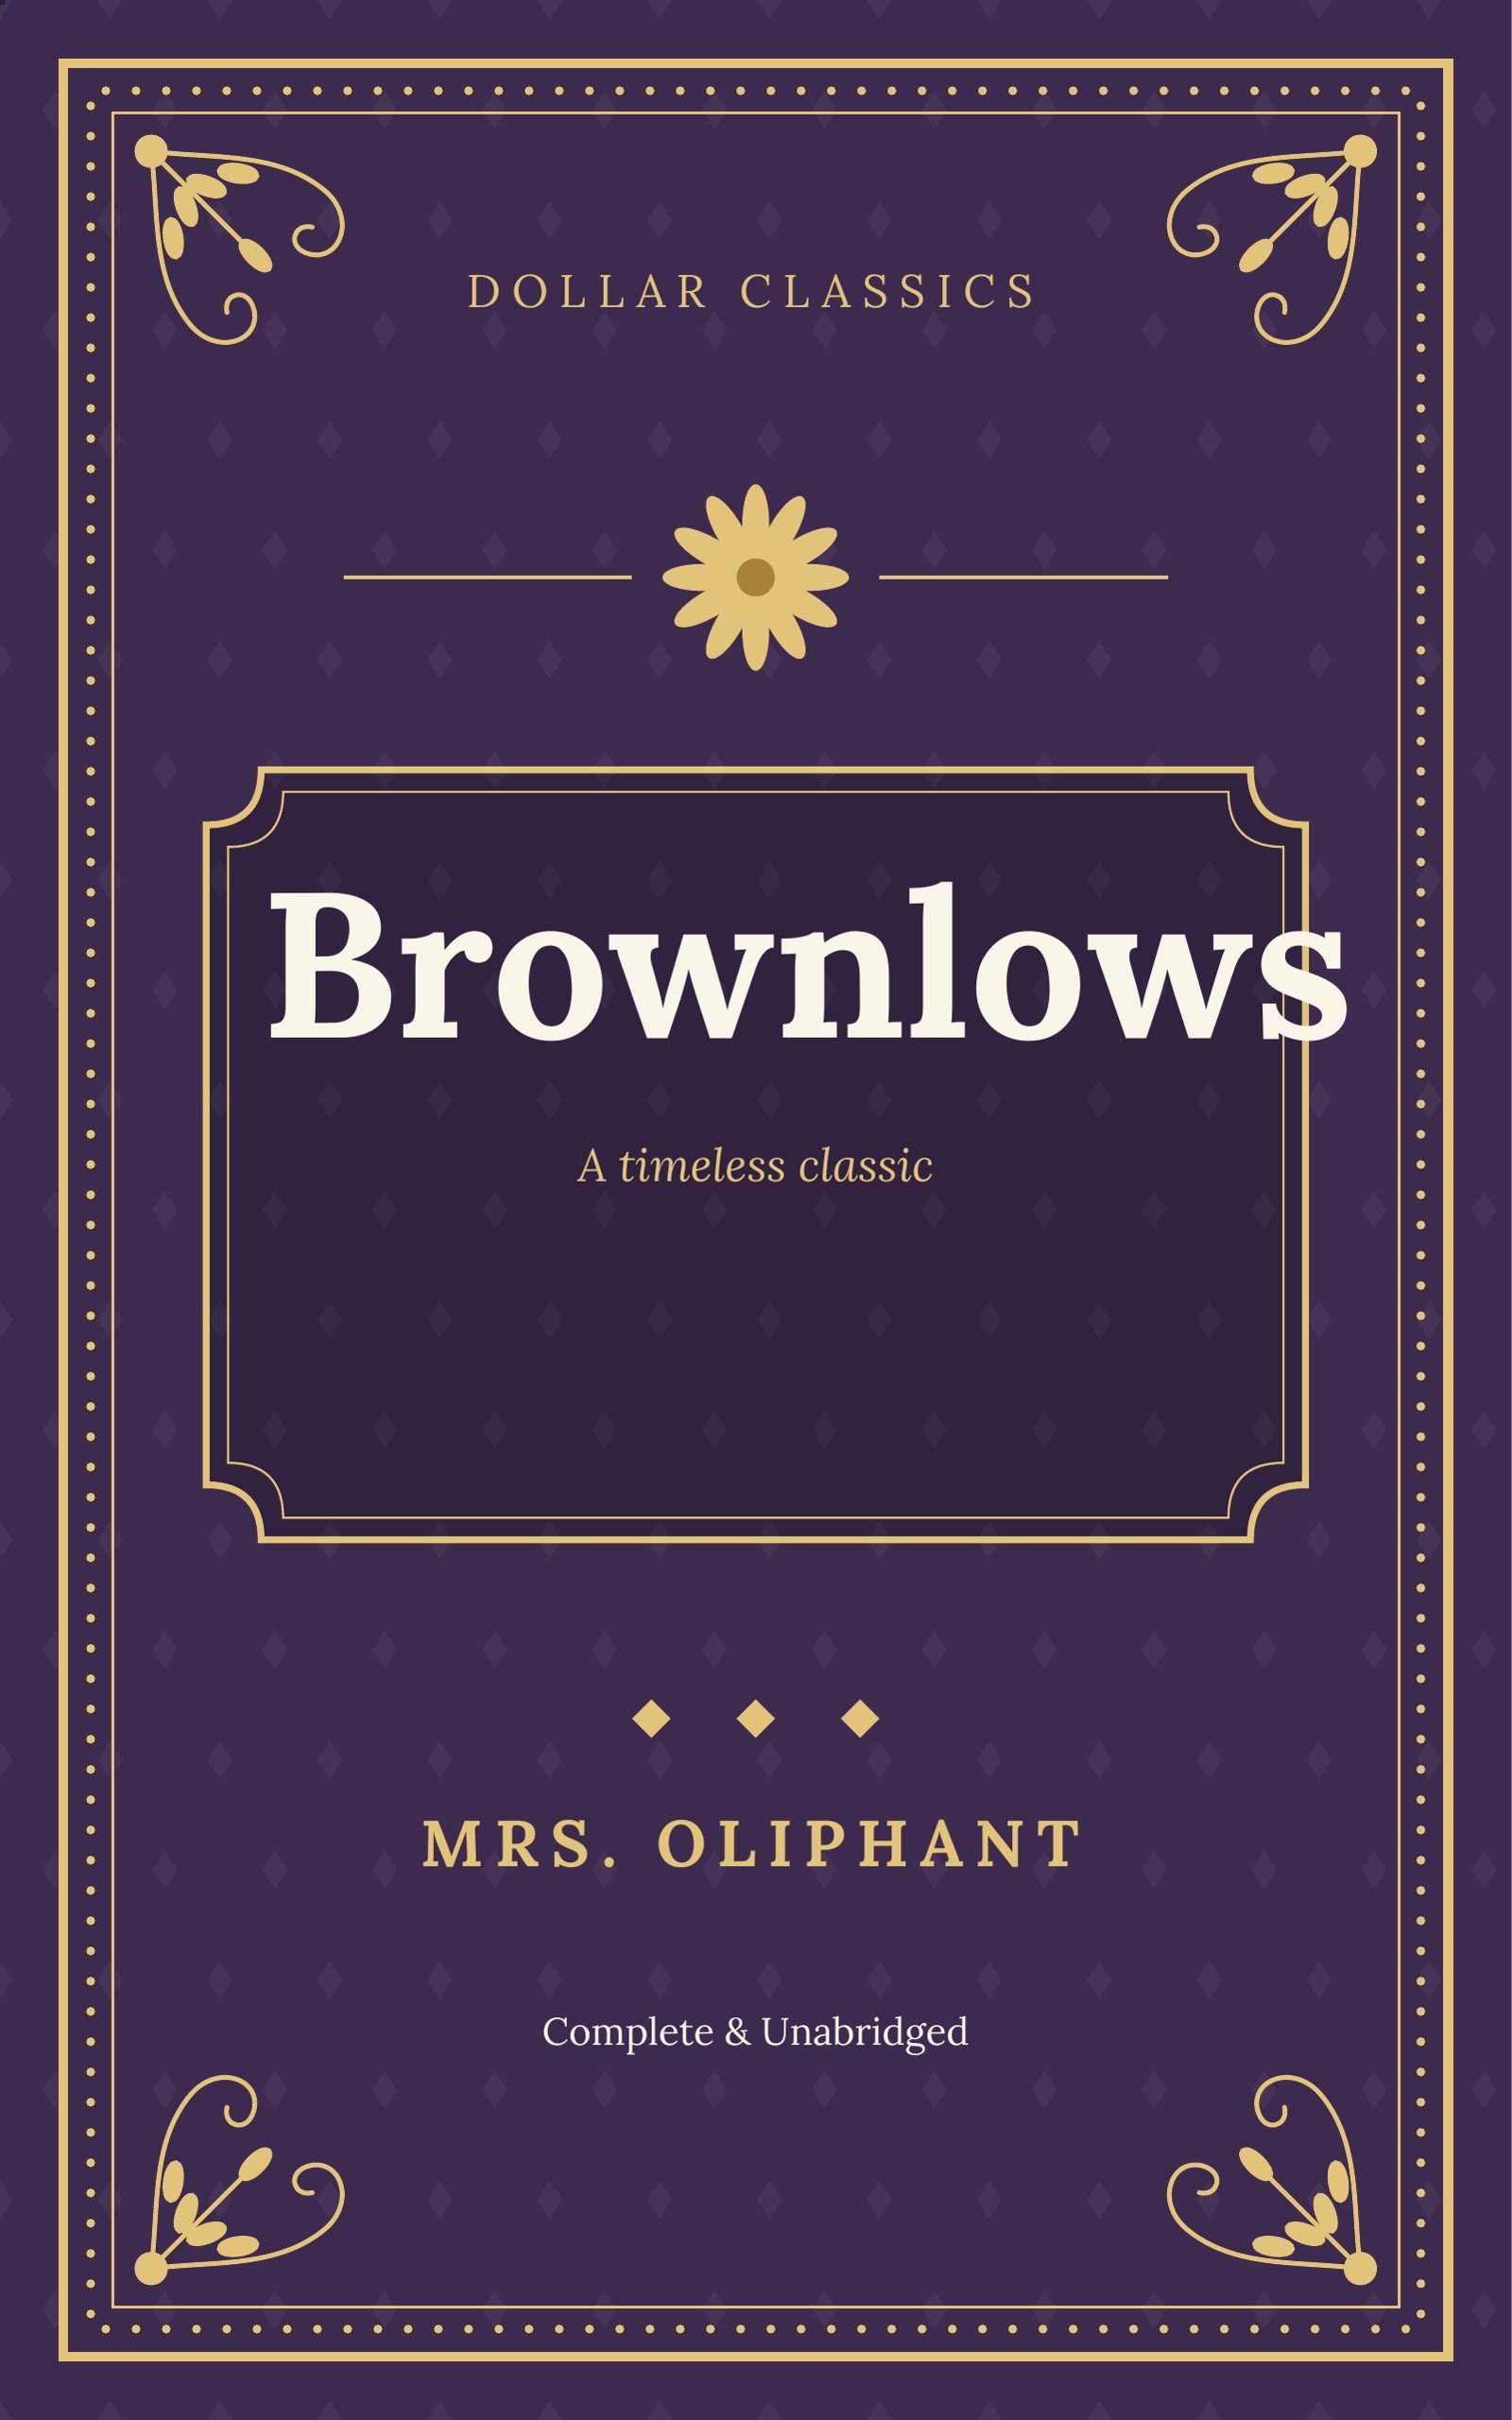 DOLLAR CLASSICS
Brownlows
A timeless classic
MRS. OLIPHANT
Complete & Unabridged